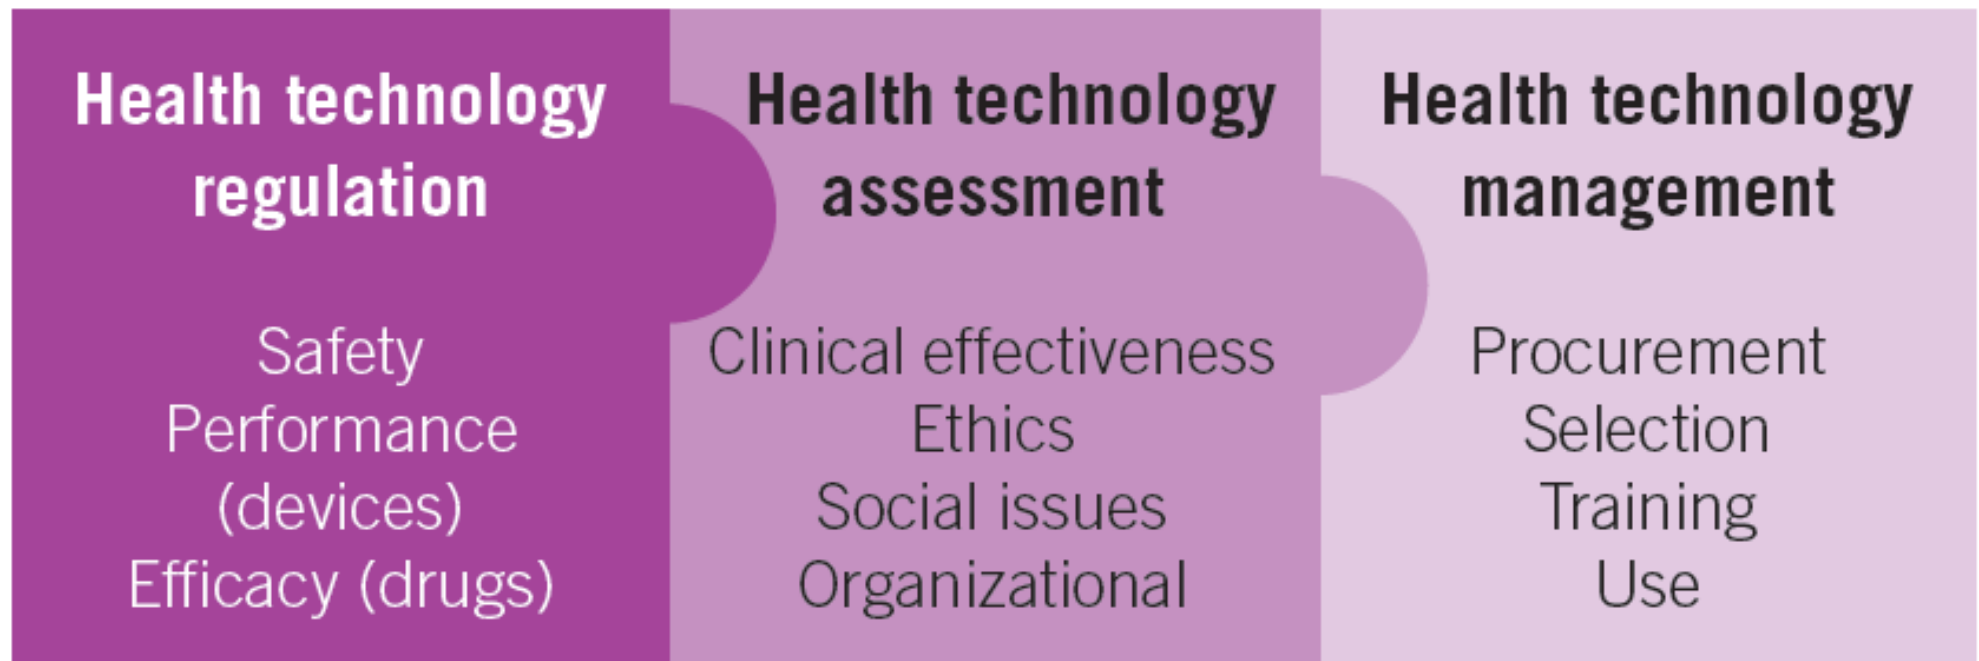 Health technology
regulation
Safety
Performance
(devices)
Efficacy (drugs)
Health technology
assessment
Clinical effectiveness
Ethics
Social issues
Organizational
Health technology
management
Procurement
Selection
Training
Use